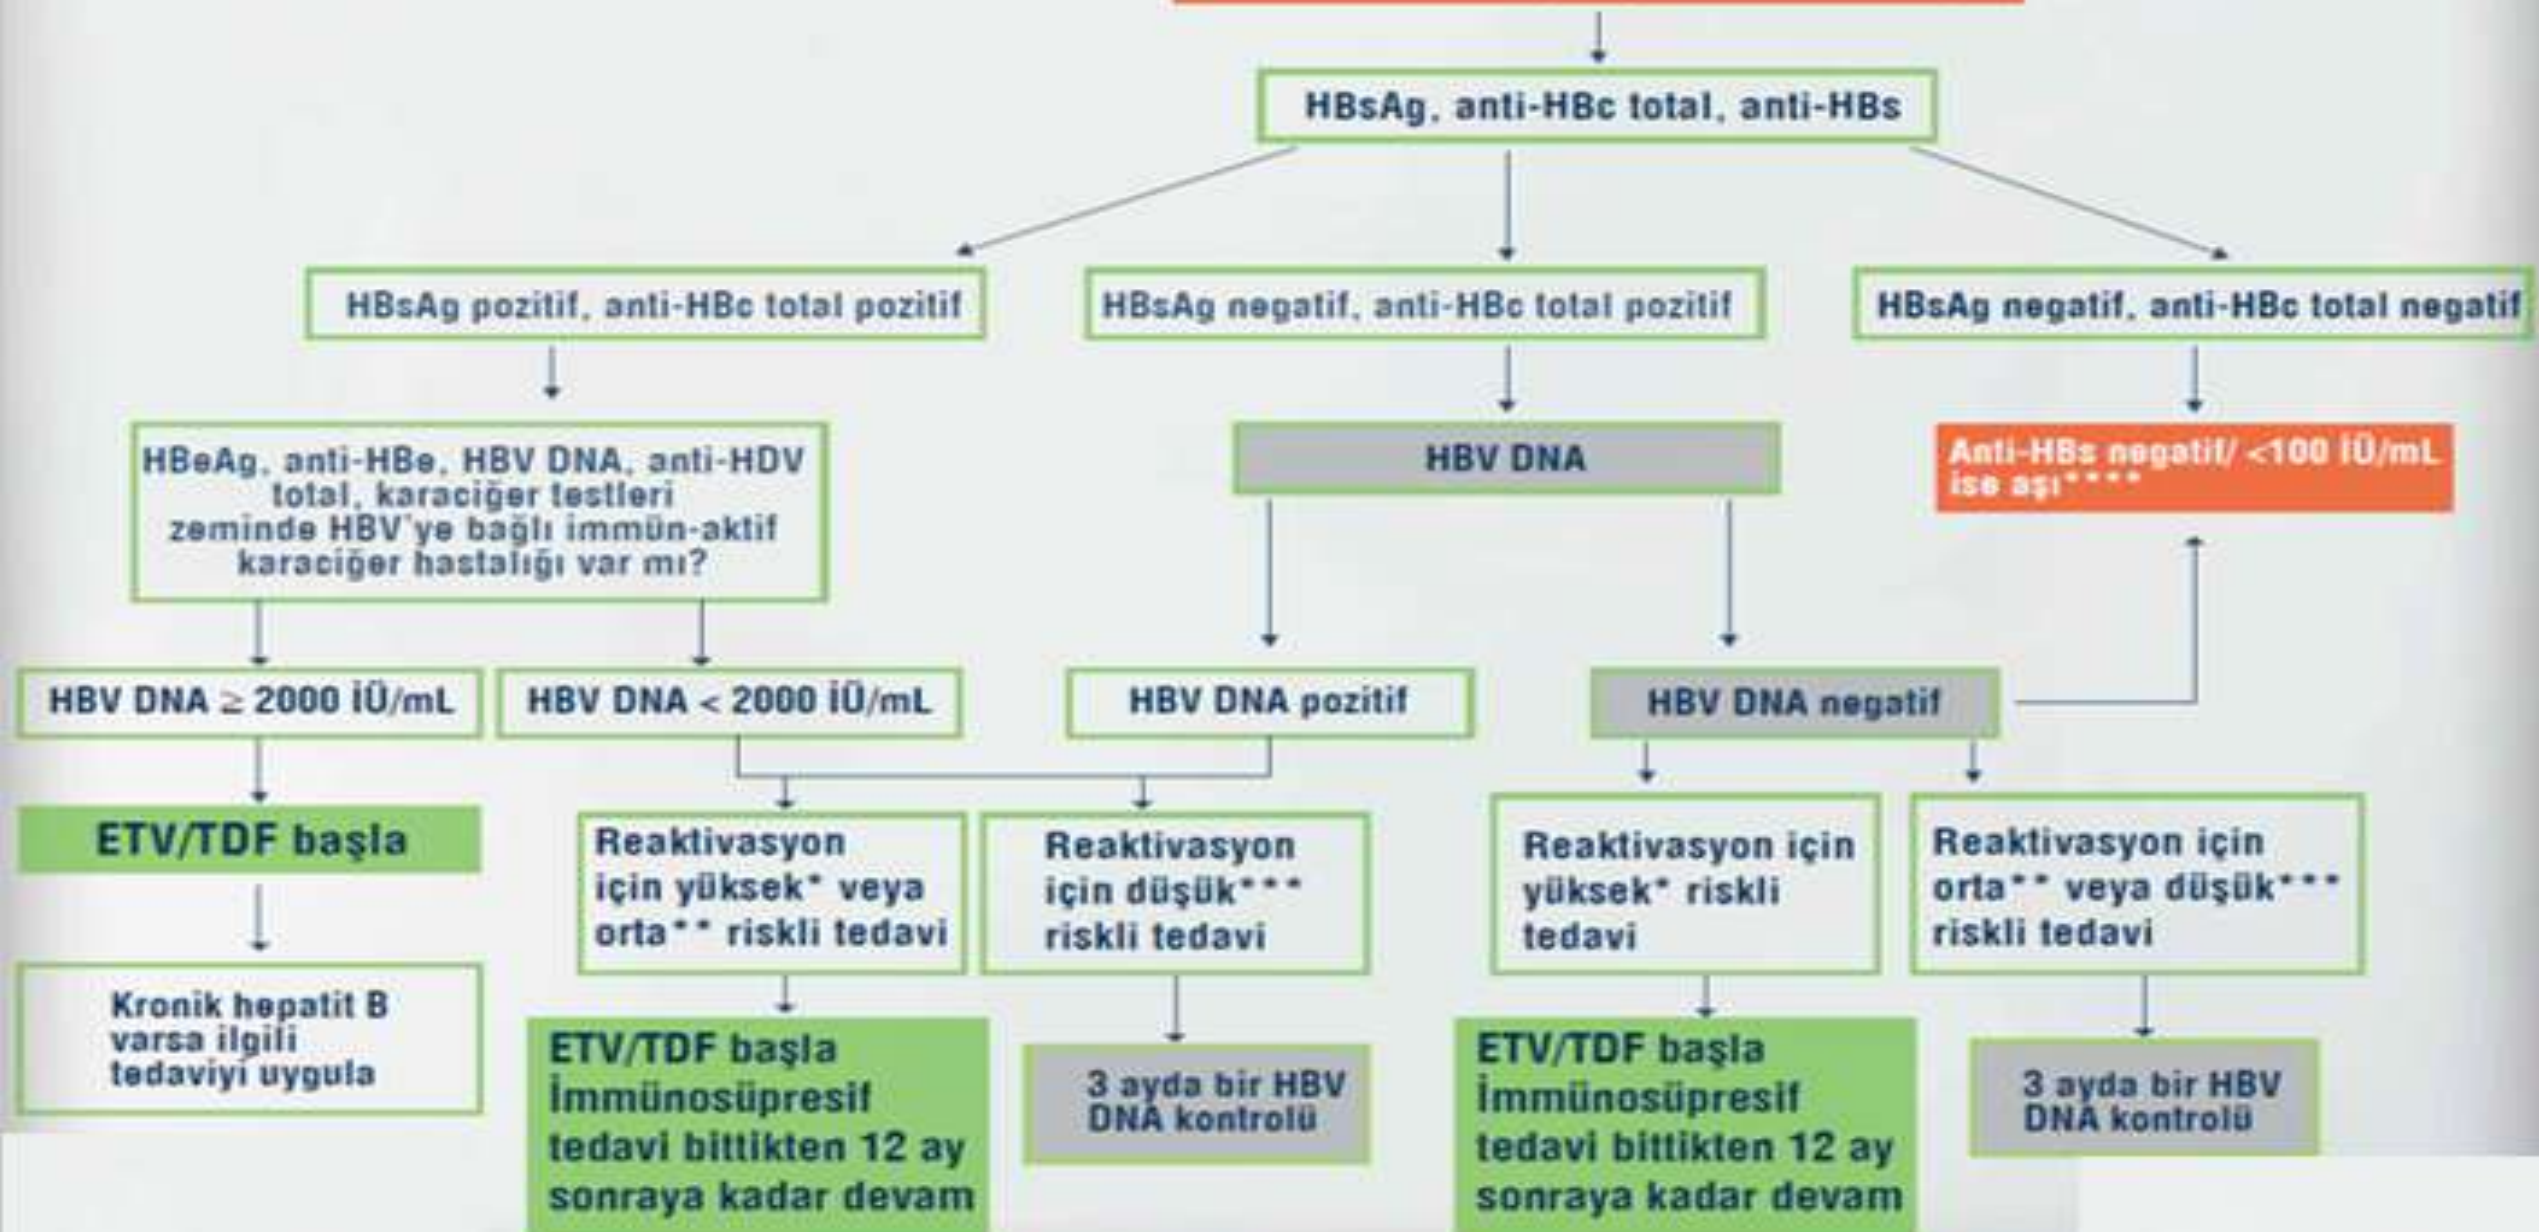 HBsAg, anti-HBc total, anti-HBs
HBsAg pozitif, anti-HBc total pozitif
HBsAg negatif, anti-HBc total pozitif
HBsAg negatif, anti-HBc total negatif
HBeAg, anti-HBe, HBV DNA, anti-HDV
total, karaciğer testleri
zeminde HBV'ye bağlı immün-aktif
karaciğer hastalığı var mı?
HBV DNA
Anti-HBs negatif/ <100 İÜ/mL
ise aşı****
HBV DNA ≥ 2000 İÜ/mL
HBV DNA < 2000 İÜ/mL
HBV DNA pozitif
HBV DNA negatif
ETV/TDF başla
Reaktivasyon
için yüksek* veya
orta** riskli tedavi
Reaktivasyon
için düşük***
riskli tedavi
Reaktivasyon için
yüksek* riskli
tedavi
Reaktivasyon için
orta** veya düşük***
riskli tedavi
Kronik hepatit B
varsa ilgili
tedaviyi uygula
ETV/TDF başla
İmmünosüpresif
tedavi bittikten 12 ay
sonraya kadar devam
3 ayda bir HBV
DNA kontrolü
ETV/TDF başla
İmmünosüpresif
tedavi bittikten 12 ay
sonraya kadar devam
3 ayda bir HBV
DNA kontrolü